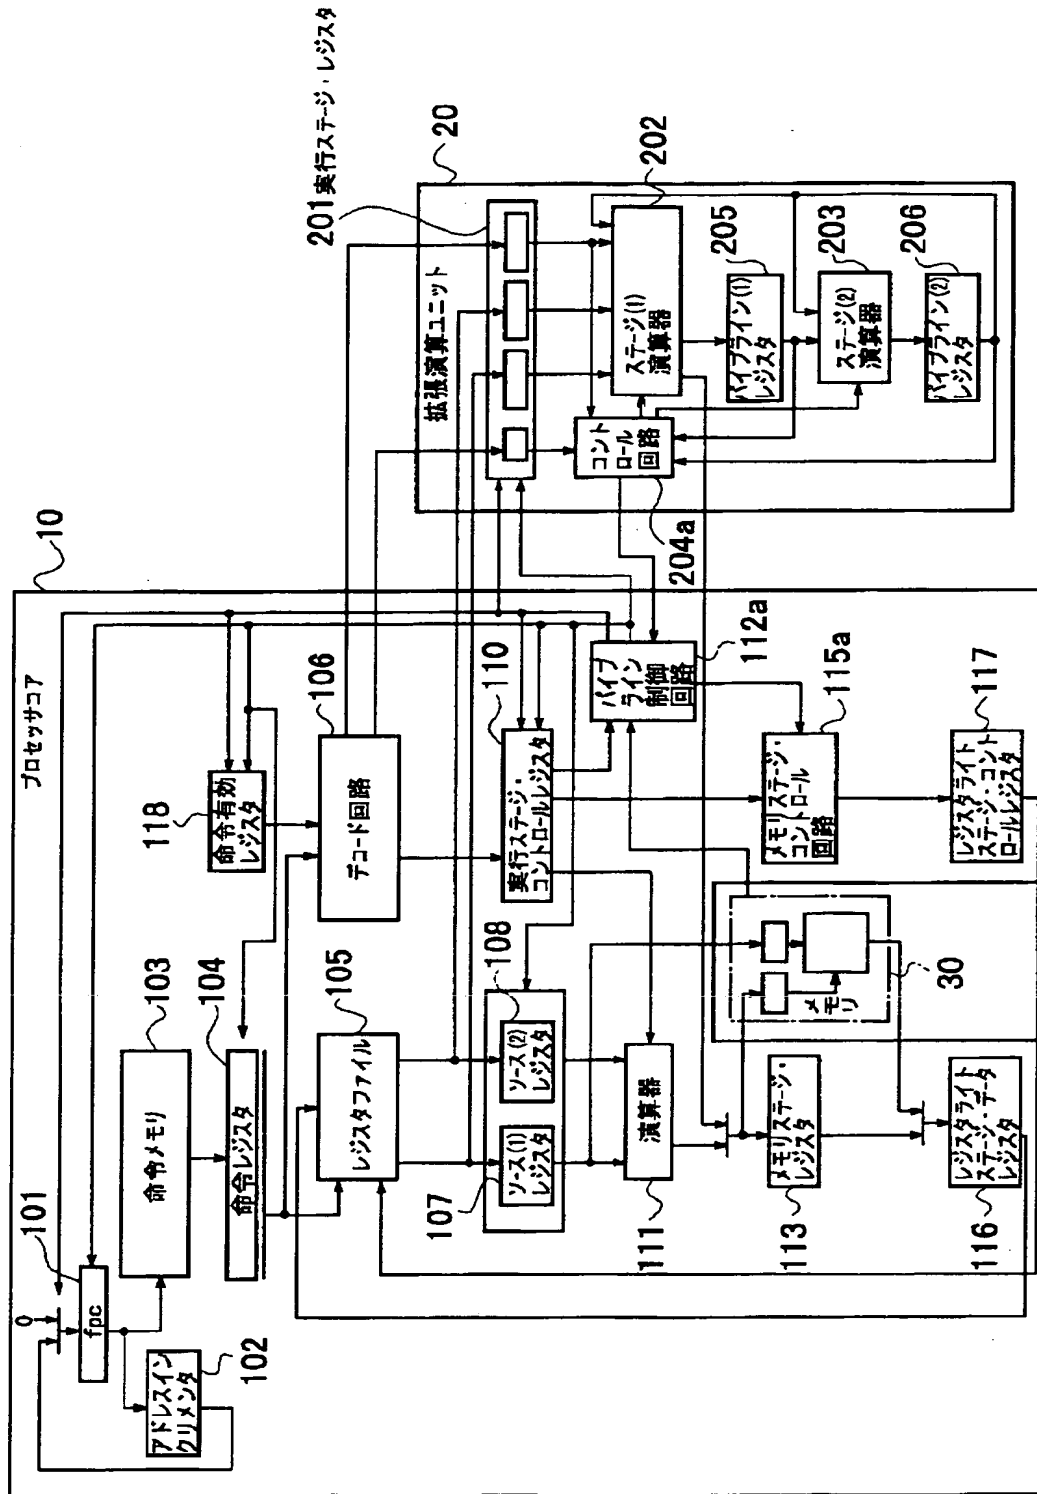 プロセッサコア
10
0
101
fpc
アドレスイン
クリメンタ
102
命令メモリ
103
104
命令レジスタ
118
命令有効
レジスタ
レジスタファイル
105
デコード回路
106
107
ソース(1)
レジスタ
ソース(2)
レジスタ
108
実行ステージ・
コントロールレジスタ
110
演算器
111
パイプ
ライン
制御
回路
112a
メモリステージ・
レジスタ
113
メモリ
30
メモリステージ・
コントロール
回路
115a
レジスタライト
ステージ・データ
レジスタ
116
レジスタライト
ステージ・コント
ロールレジスタ
117
拡張演算ユニット
20
201実行ステージ・レジスタ
コント
ロール
回路
204a
ステージ(1)
演算器
202
パイプライン(1)
レジスタ
205
ステージ(2)
演算器
203
パイプライン(2)
レジスタ
206